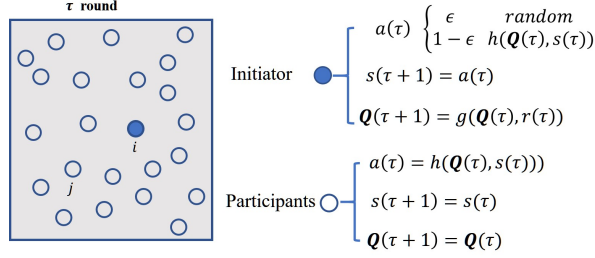 τ round
i
j
Initiator
a(τ) { ϵ random
1 − ϵ h(Q(τ), s(τ))
s(τ + 1) = a(τ)
Q(τ + 1) = g(Q(τ), r(τ))
Participants
a(τ) = h(Q(τ), s(τ)))
s(τ + 1) = s(τ)
Q(τ + 1) = Q(τ)